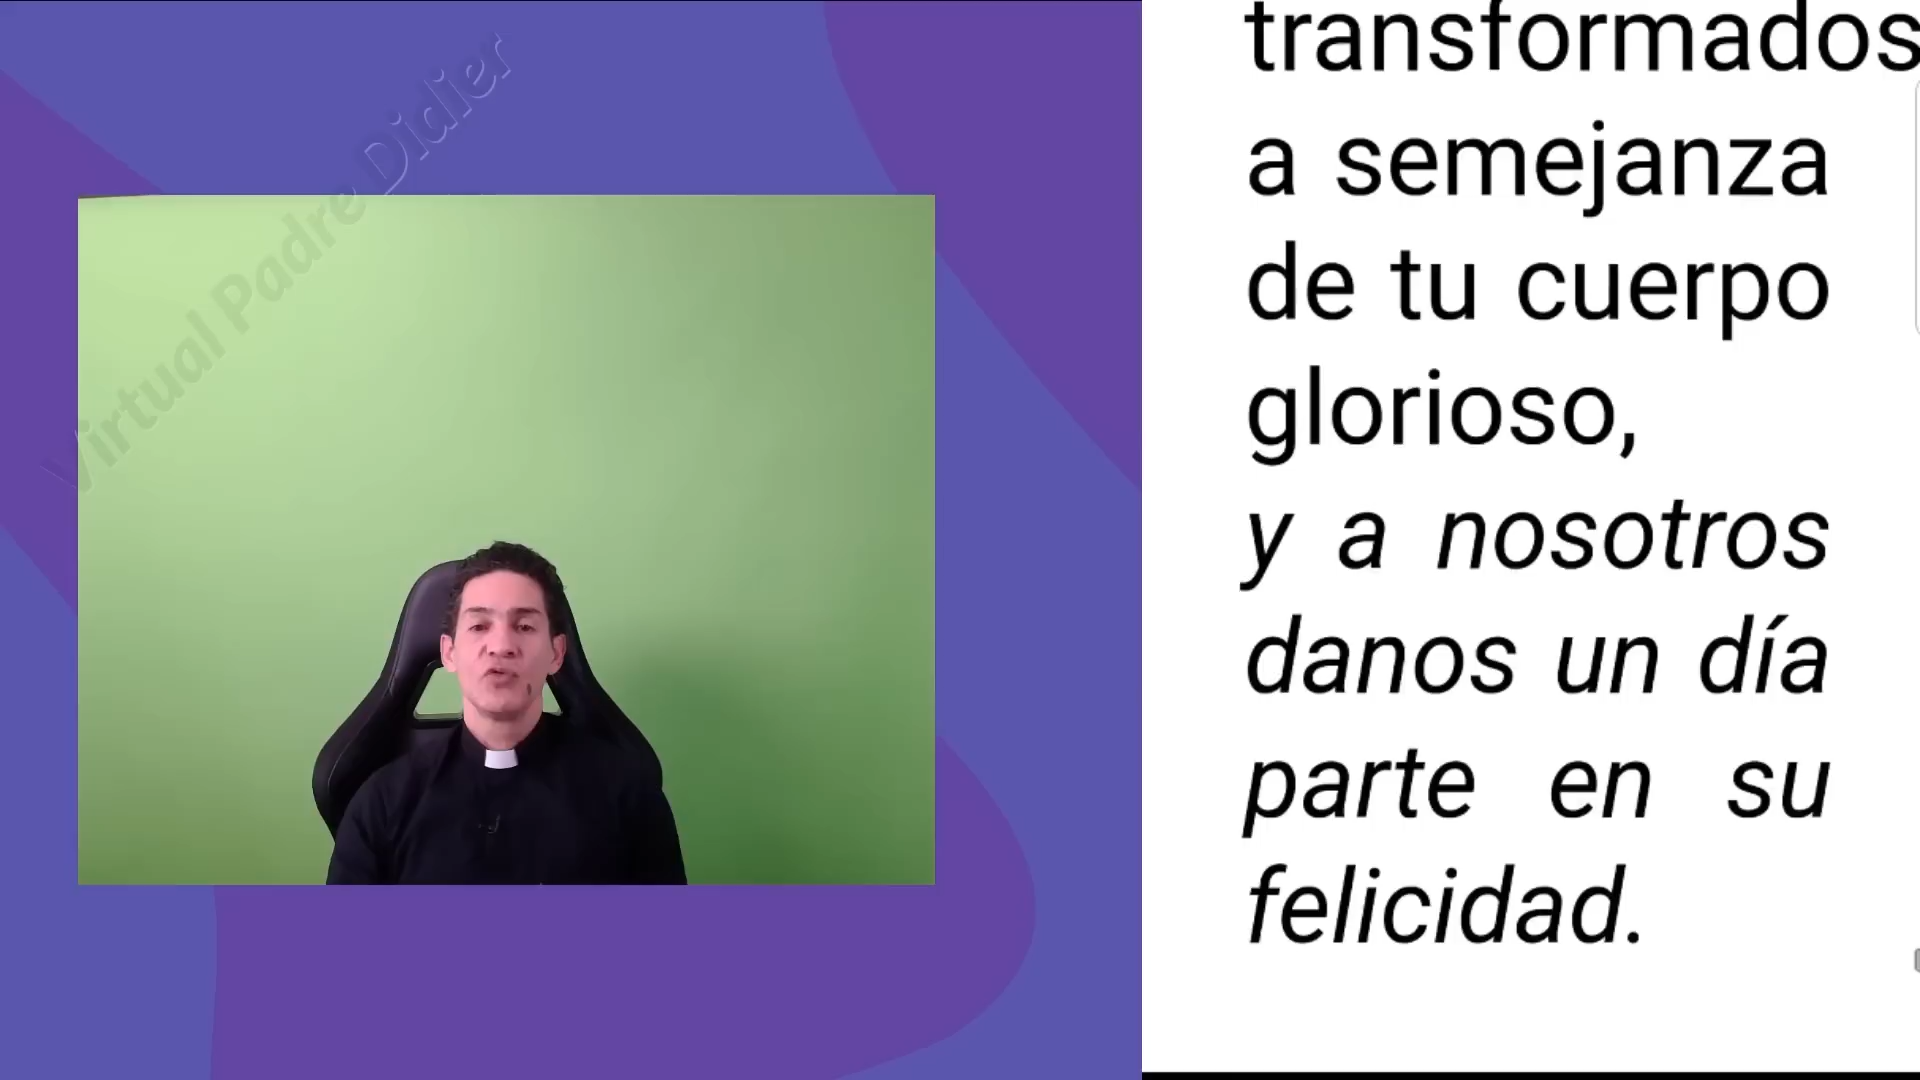 Virtual Padre Didier
transformados
a semejanza
de tu cuerpo
glorioso,
y a nosotros
danos un día
parte en su
felicidad.